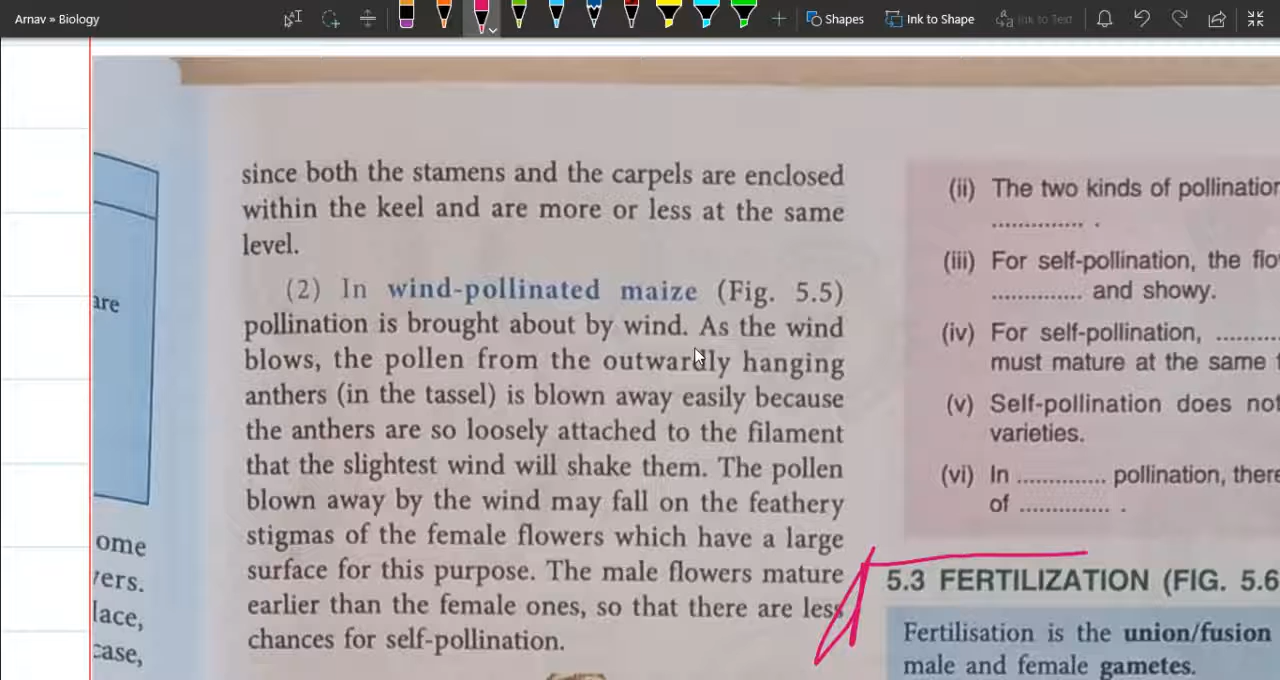 Arnav » Biology
Shapes
Ink to Shape
Ink to Text
are
ome
vers.
lace,
case,
since both the stamens and the carpels are enclosed
within the keel and are more or less at the same
level.
(2) In wind-pollinated maize (Fig. 5.5)
pollination is brought about by wind. As the wind
blows, the pollen from the outwardly hanging
anthers (in the tassel) is blown away easily because
the anthers are so loosely attached to the filament
that the slightest wind will shake them. The pollen
blown away by the wind may fall on the feathery
stigmas of the female flowers which have a large
surface for this purpose. The male flowers mature
earlier than the female ones, so that there are less
chances for self-pollination.
(ii) The two kinds of pollination
.............. .
(iii) For self-pollination, the flo
.............. and showy.
(iv) For self-pollination, .........
must mature at the same t
(v) Self-pollination does not
varieties.
(vi) In .............. pollination, there
of .............. .
5.3 FERTILIZATION (FIG. 5.6
Fertilisation is the union/fusion
male and female gametes.